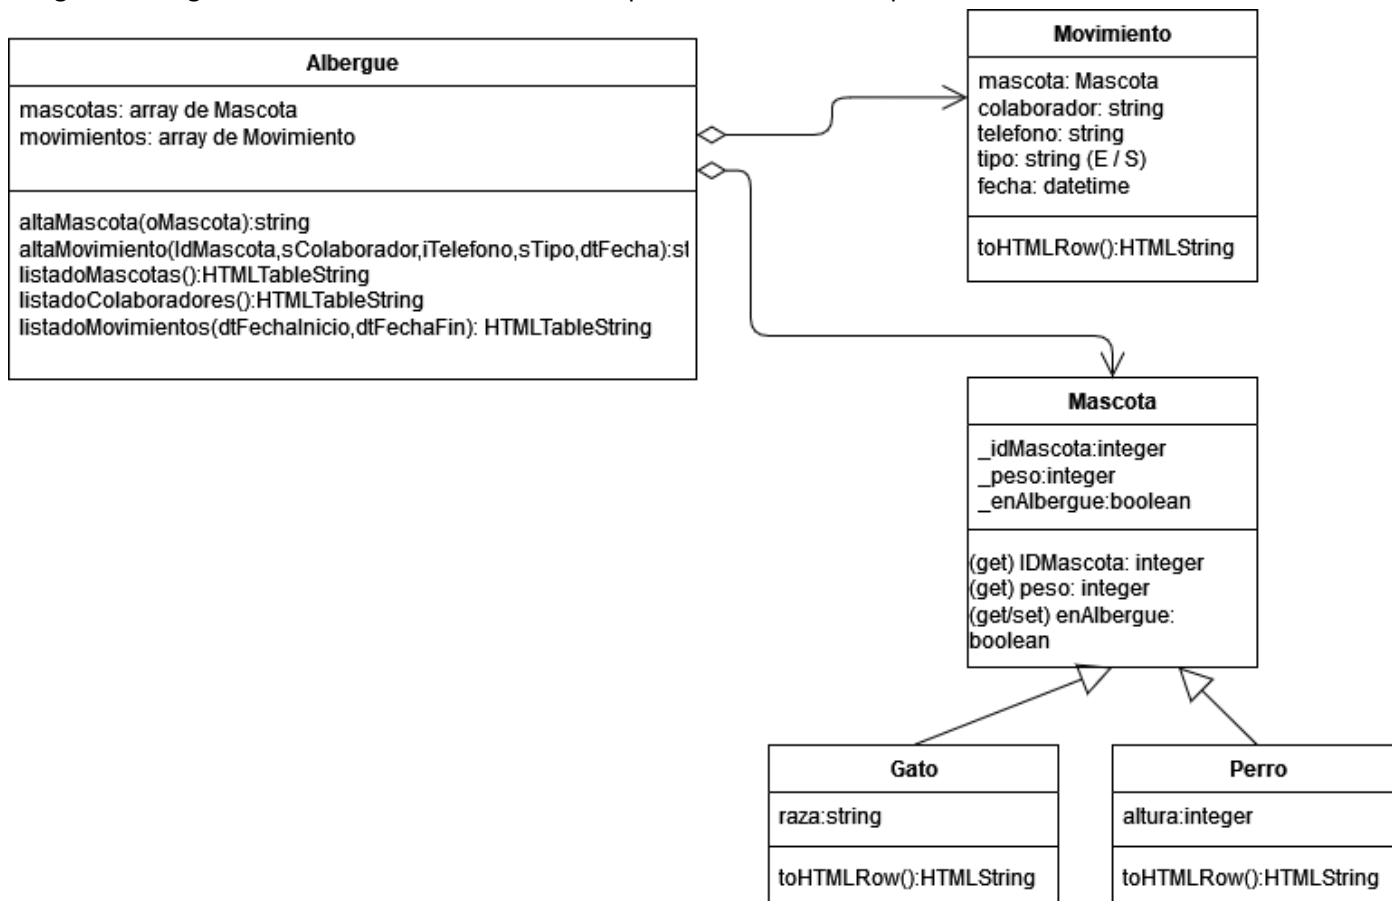 Albergue
mascotas: array de Mascota
movimientos: array de Movimiento
altaMascota(oMascota):string
altaMovimiento(IdMascota,sColaborador,iTelefono,sTipo,dtFecha):st
listadoMascotas():HTMLTableString
listadoColaboradores():HTMLTableString
listadoMovimientos(dtFechaInicio,dtFechaFin): HTMLTableString
Movimiento
mascota: Mascota
colaborador: string
telefono: string
tipo: string (E / S)
fecha: datetime
toHTMLRow():HTMLString
Mascota
_idMascota:integer
_peso:integer
_enAlbergue:boolean
(get) IDMascota: integer
(get) peso: integer
(get/set) enAlbergue:
boolean
Gato
raza:string
toHTMLRow():HTMLString
Perro
altura:integer
toHTMLRow():HTMLString